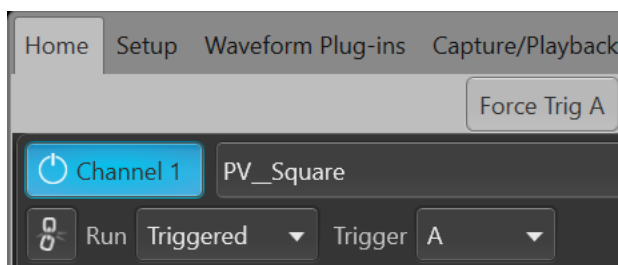 Home Setup Waveform Plug-ins Capture/Playback
Force Trig A
Channel 1 PV__Square
Run Triggered Trigger A